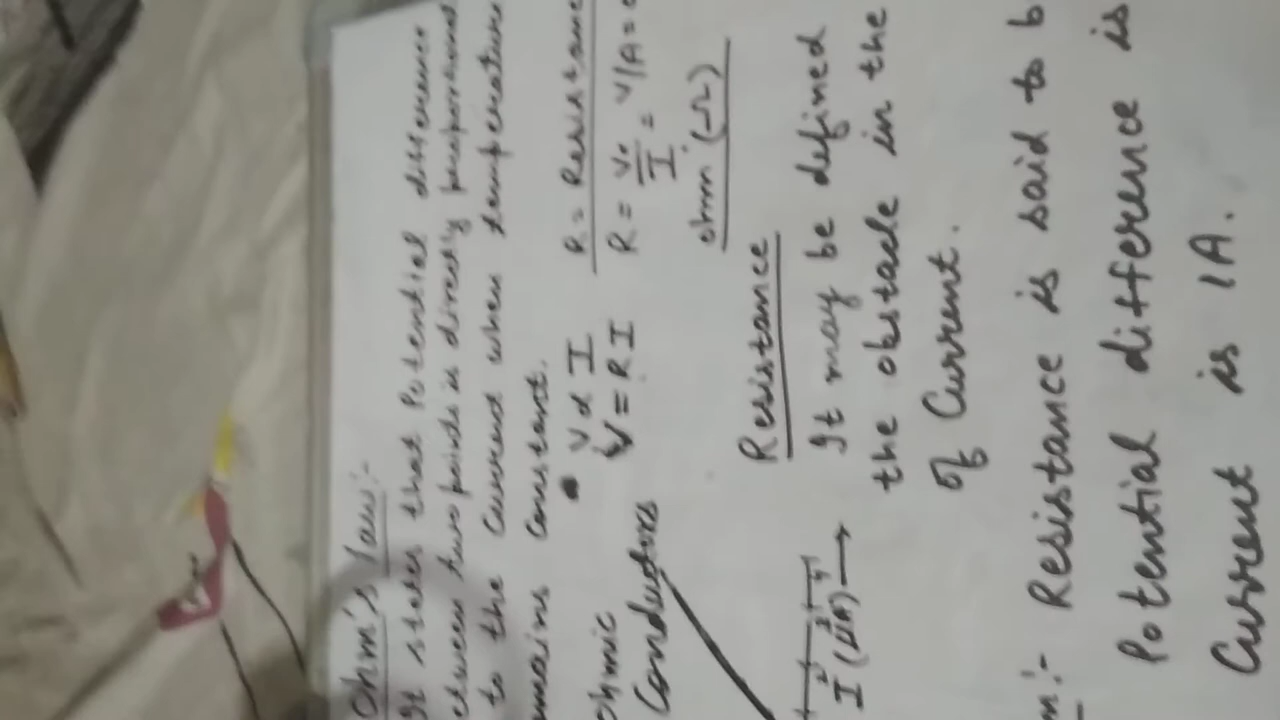 Ohm's law:-
It states that Potential difference
between two points is directly proportional
to the Current when temperature
remains constant.
V α I
V = RI
R = Resistance
R = V/I = V/A =
ohm (Ω)
ohmic
Conductors
I (μA) →
Resistance
It may be defined
the obstacle in the
of Current.
m:- Resistance is said to b
Potential difference is
Current is 1A.